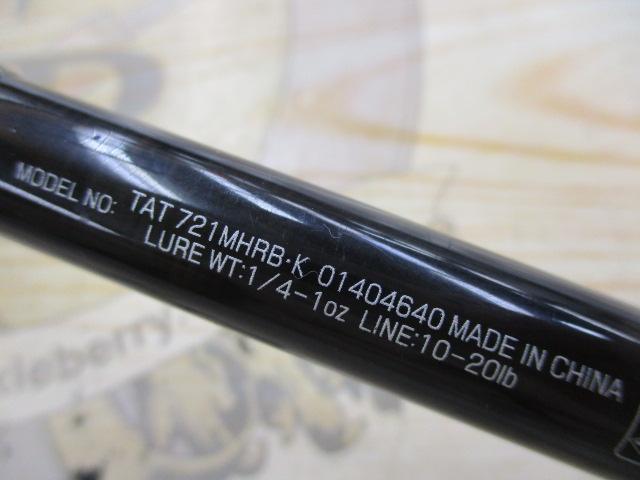 MODEL NO: TAT 721MHRB·K 01404640 MADE IN CHINA
LURE WT:1/4-1oz LINE:10-20lb